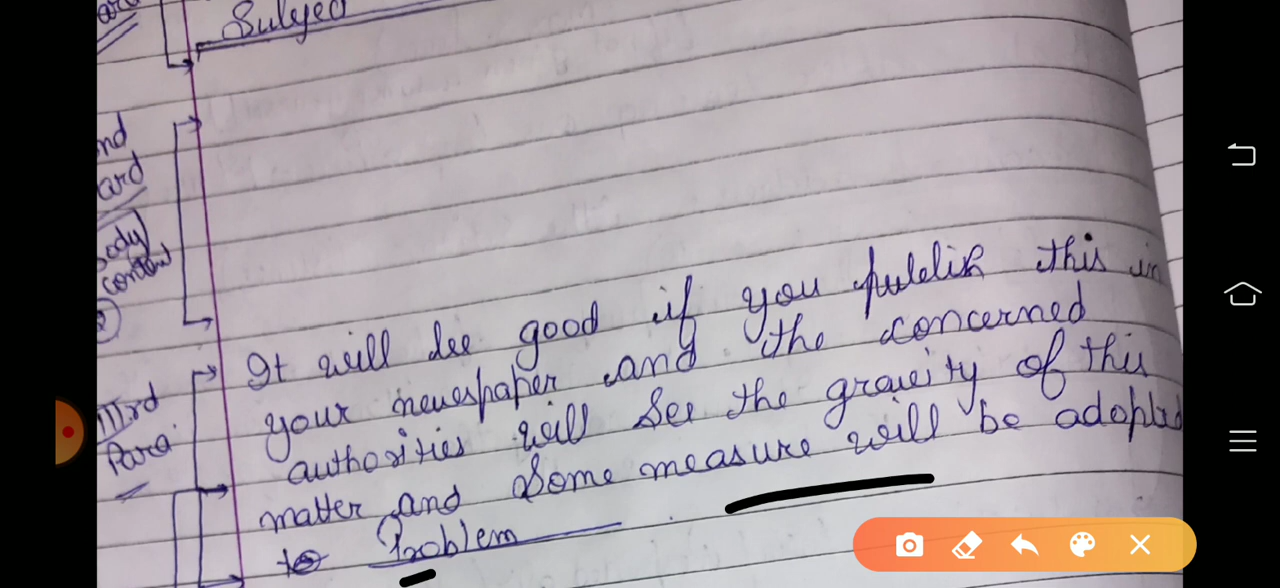 Subject
nd
ard
body
content
IIIrd
Para
It will be good if you publish this in
your newspaper and the concerned
authorities will see the gravity of this
matter and some measure will be adopted
to Problem